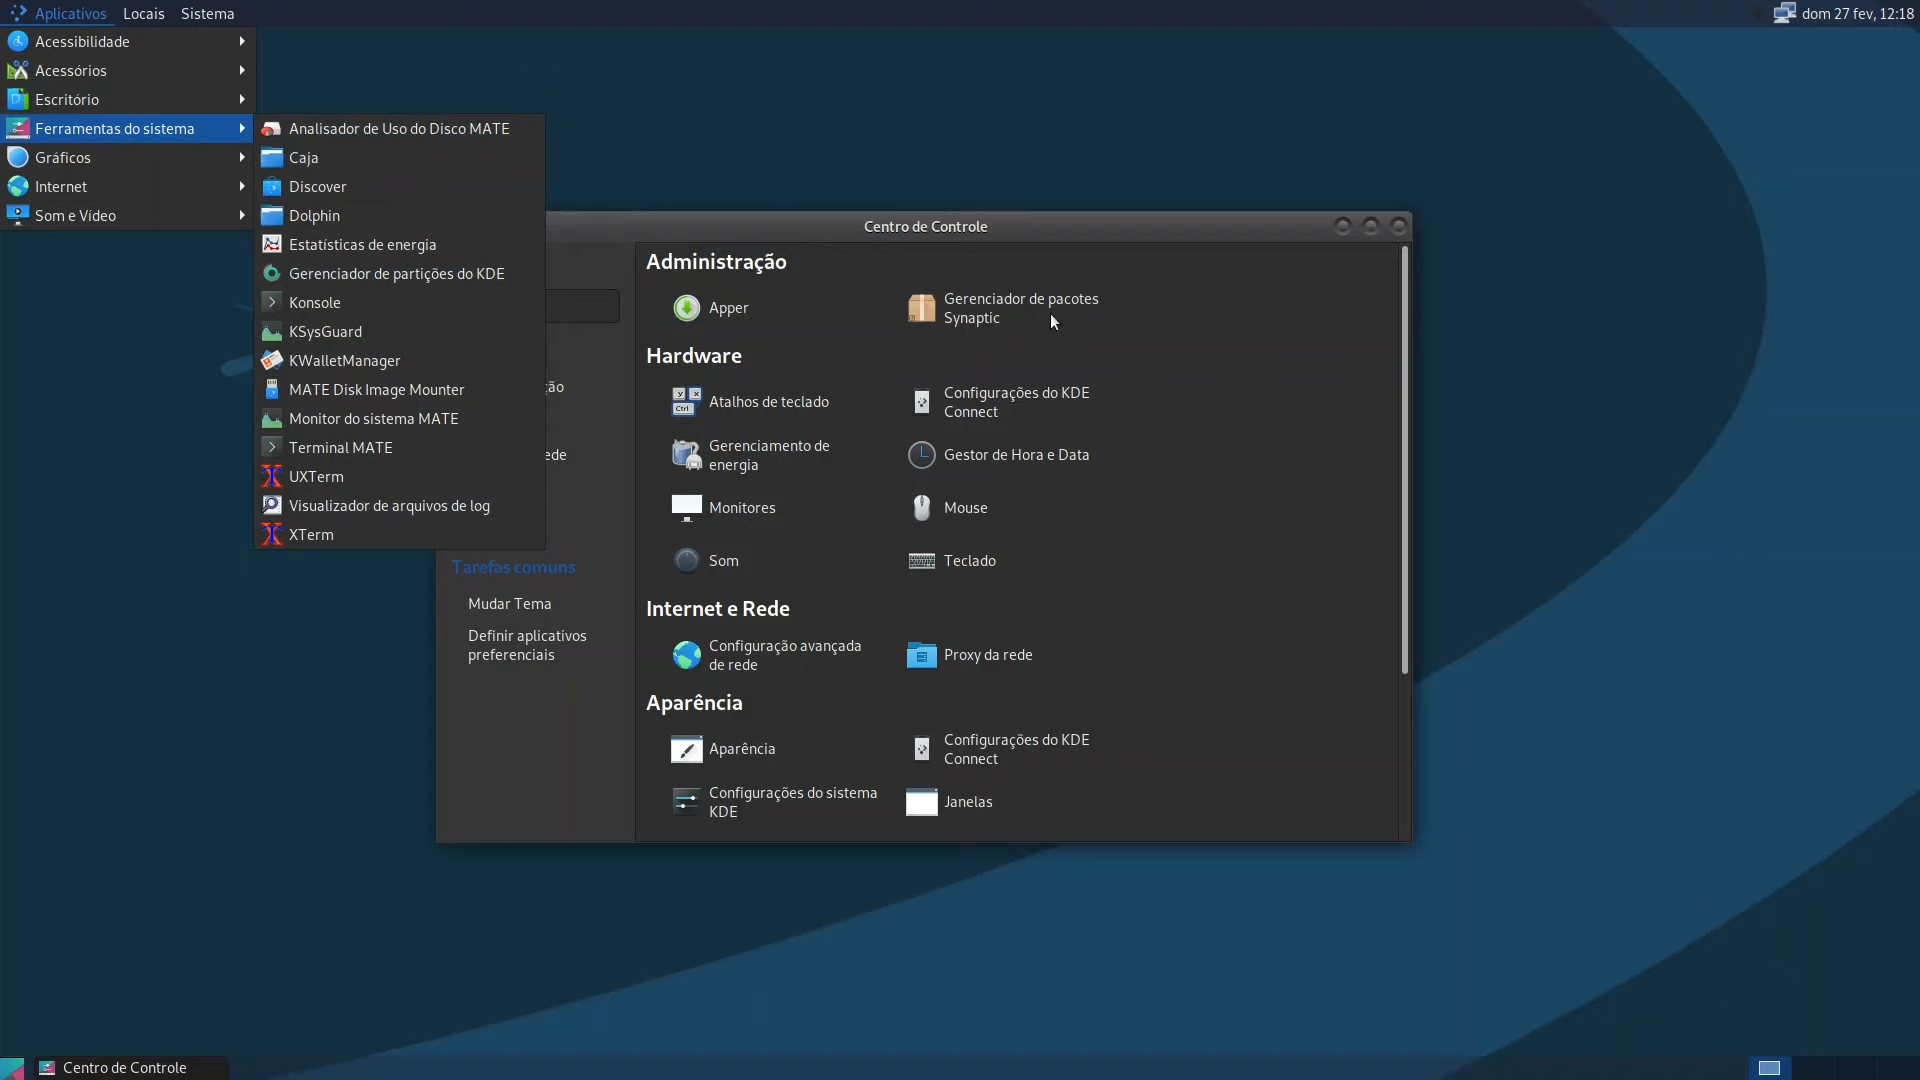 Aplicativos Locais Sistema dom 27 fev, 12:18
Acessibilidade
Acessórios
Escritório
Ferramentas do sistema
Gráficos
Internet
Som e Vídeo
Analisador de Uso do Disco MATE
Caja
Discover
Dolphin
Estatísticas de energia
Gerenciador de partições do KDE
Konsole
KSysGuard
KWalletManager
MATE Disk Image Mounter
Monitor do sistema MATE
Terminal MATE
UXTerm
Visualizador de arquivos de log
XTerm
Centro de Controle
Tarefas comuns
Mudar Tema
Definir aplicativos
preferenciais
Administração
Apper
Gerenciador de pacotes
Synaptic
Hardware
Atalhos de teclado
Configurações do KDE
Connect
Gerenciamento de
energia
Gestor de Hora e Data
Monitores
Mouse
Som
Teclado
Internet e Rede
Configuração avançada
de rede
Proxy da rede
Aparência
Aparência
Configurações do KDE
Connect
Configurações do sistema
KDE
Janelas
Centro de Controle